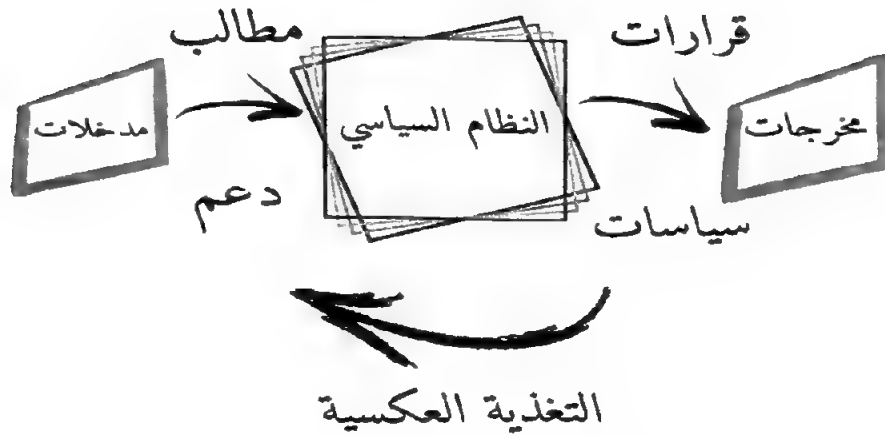 مطالب
قرارات
مدخلات
النظام السياسي
مخرجات
دعم
سياسات
التغذية العكسية